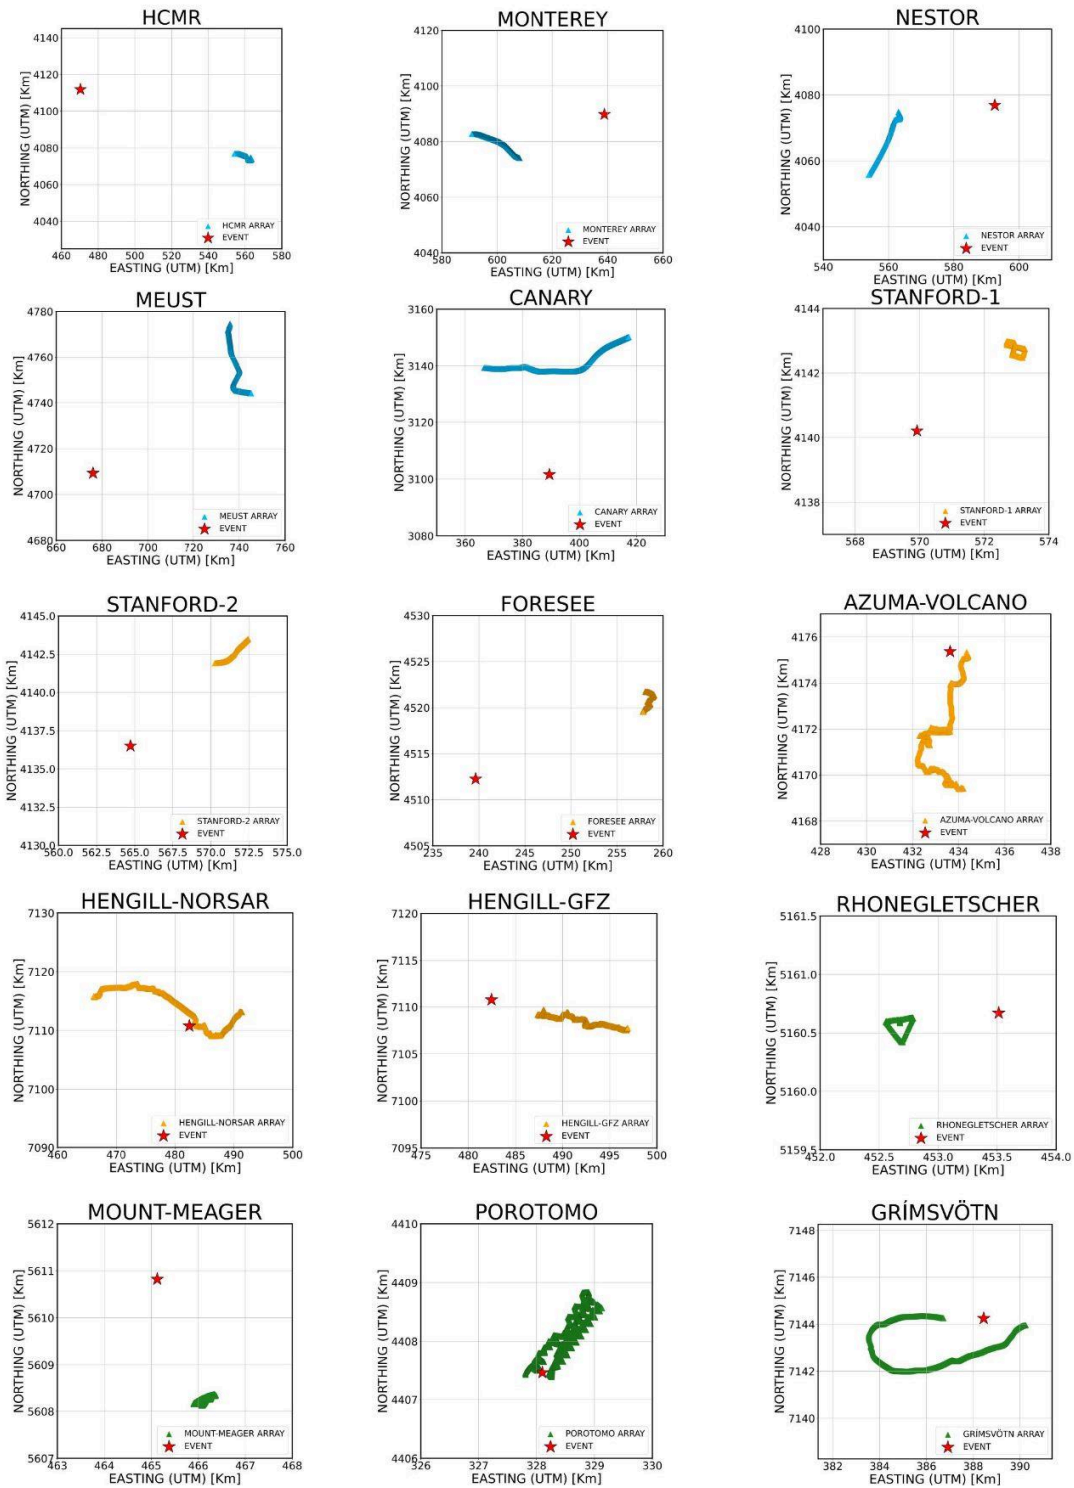 HCMR
NORTHING (UTM) [Km]
4140
4120
4100
4080
4060
4040
HCMR ARRAY
EVENT
460 480 500 520 540 560 580
EASTING (UTM) [Km]
MONTEREY
NORTHING (UTM) [Km]
4120
4100
4080
4060
4040
MONTEREY ARRAY
EVENT
580 600 620 640 660
EASTING (UTM) [Km]
NESTOR
NORTHING (UTM) [Km]
4100
4080
4060
4040
NESTOR ARRAY
EVENT
540 560 580 600
EASTING (UTM) [Km]
MEUST
NORTHING (UTM) [Km]
4780
4760
4740
4720
4700
4680
MEUST ARRAY
EVENT
660 680 700 720 740 760
EASTING (UTM) [Km]
CANARY
NORTHING (UTM) [Km]
3160
3140
3120
3100
3080
CANARY ARRAY
EVENT
360 380 400 420
EASTING (UTM) [Km]
STANFORD-1
NORTHING (UTM) [Km]
4144
4142
4140
4138
STANFORD-1 ARRAY
EVENT
568 570 572 574
EASTING (UTM) [Km]
STANFORD-2
NORTHING (UTM) [Km]
4145.0
4142.5
4140.0
4137.5
4135.0
4132.5
4130.0
STANFORD-2 ARRAY
EVENT
560.0 562.5 565.0 567.5 570.0 572.5 575.0
EASTING (UTM) [Km]
FORESEE
NORTHING (UTM) [Km]
4530
4525
4520
4515
4510
4505
FORESEE ARRAY
EVENT
235 240 245 250 255 260
EASTING (UTM) [Km]
AZUMA-VOLCANO
NORTHING (UTM) [Km]
4176
4174
4172
4170
4168
AZUMA-VOLCANO ARRAY
EVENT
428 430 432 434 436 438
EASTING (UTM) [Km]
HENGILL-NORSAR
NORTHING (UTM) [Km]
7130
7120
7110
7100
7090
HENGILL-NORSAR ARRAY
EVENT
460 470 480 490 500
EASTING (UTM) [Km]
HENGILL-GFZ
NORTHING (UTM) [Km]
7120
7115
7110
7105
7100
7095
HENGILL-GFZ ARRAY
EVENT
475 480 485 490 495 500
EASTING (UTM) [Km]
RHONEGLETSCHER
NORTHING (UTM) [Km]
5161.5
5161.0
5160.5
5160.0
5159.5
RHONEGLETSCHER ARRAY
EVENT
452.0 452.5 453.0 453.5 454.0
EASTING (UTM) [Km]
MOUNT-MEAGER
NORTHING (UTM) [Km]
5612
5611
5610
5609
5608
5607
MOUNT-MEAGER ARRAY
EVENT
463 464 465 466 467 468
EASTING (UTM) [Km]
POROTOMO
NORTHING (UTM) [Km]
4410
4409
4408
4407
4406
POROTOMO ARRAY
EVENT
326 327 328 329 330
EASTING (UTM) [Km]
GRÍMSVÖTN
NORTHING (UTM) [Km]
7148
7146
7144
7142
7140
GRÍMSVÖTN ARRAY
EVENT
382 384 386 388 390
EASTING (UTM) [Km]